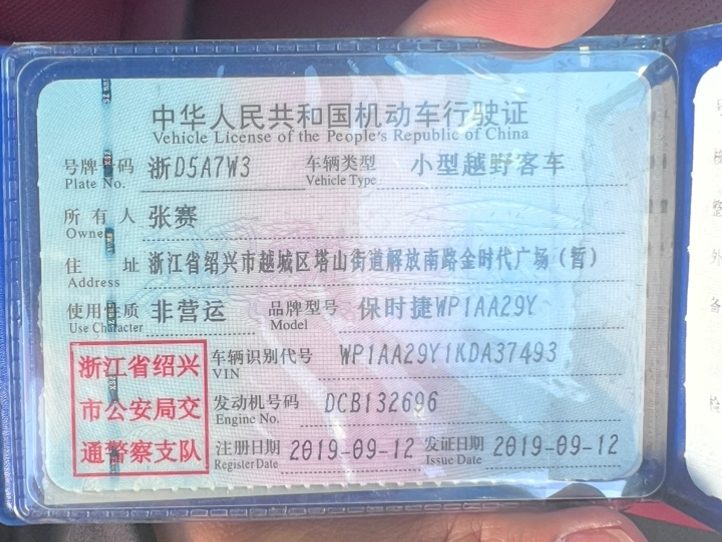 中华人民共和国机动车行驶证
Vehicle License of the People's Republic of China
号牌号码 浙D5A7W3 车辆类型 小型越野客车
Plate No. Vehicle Type
所有人 张赛
Owner
住址 浙江省绍兴市越城区塔山街道解放南路金时代广场（暂）
Address
使用性质 非营运 品牌型号 保时捷WP1AA29Y
Use Character Model
浙江省绍兴
市公安局交
通警察支队
车辆识别代号 WP1AA29Y1KDA37493
VIN
发动机号码 DCB132696
Engine No.
注册日期 2019-09-12 发证日期 2019-09-12
Register Date Issue Date